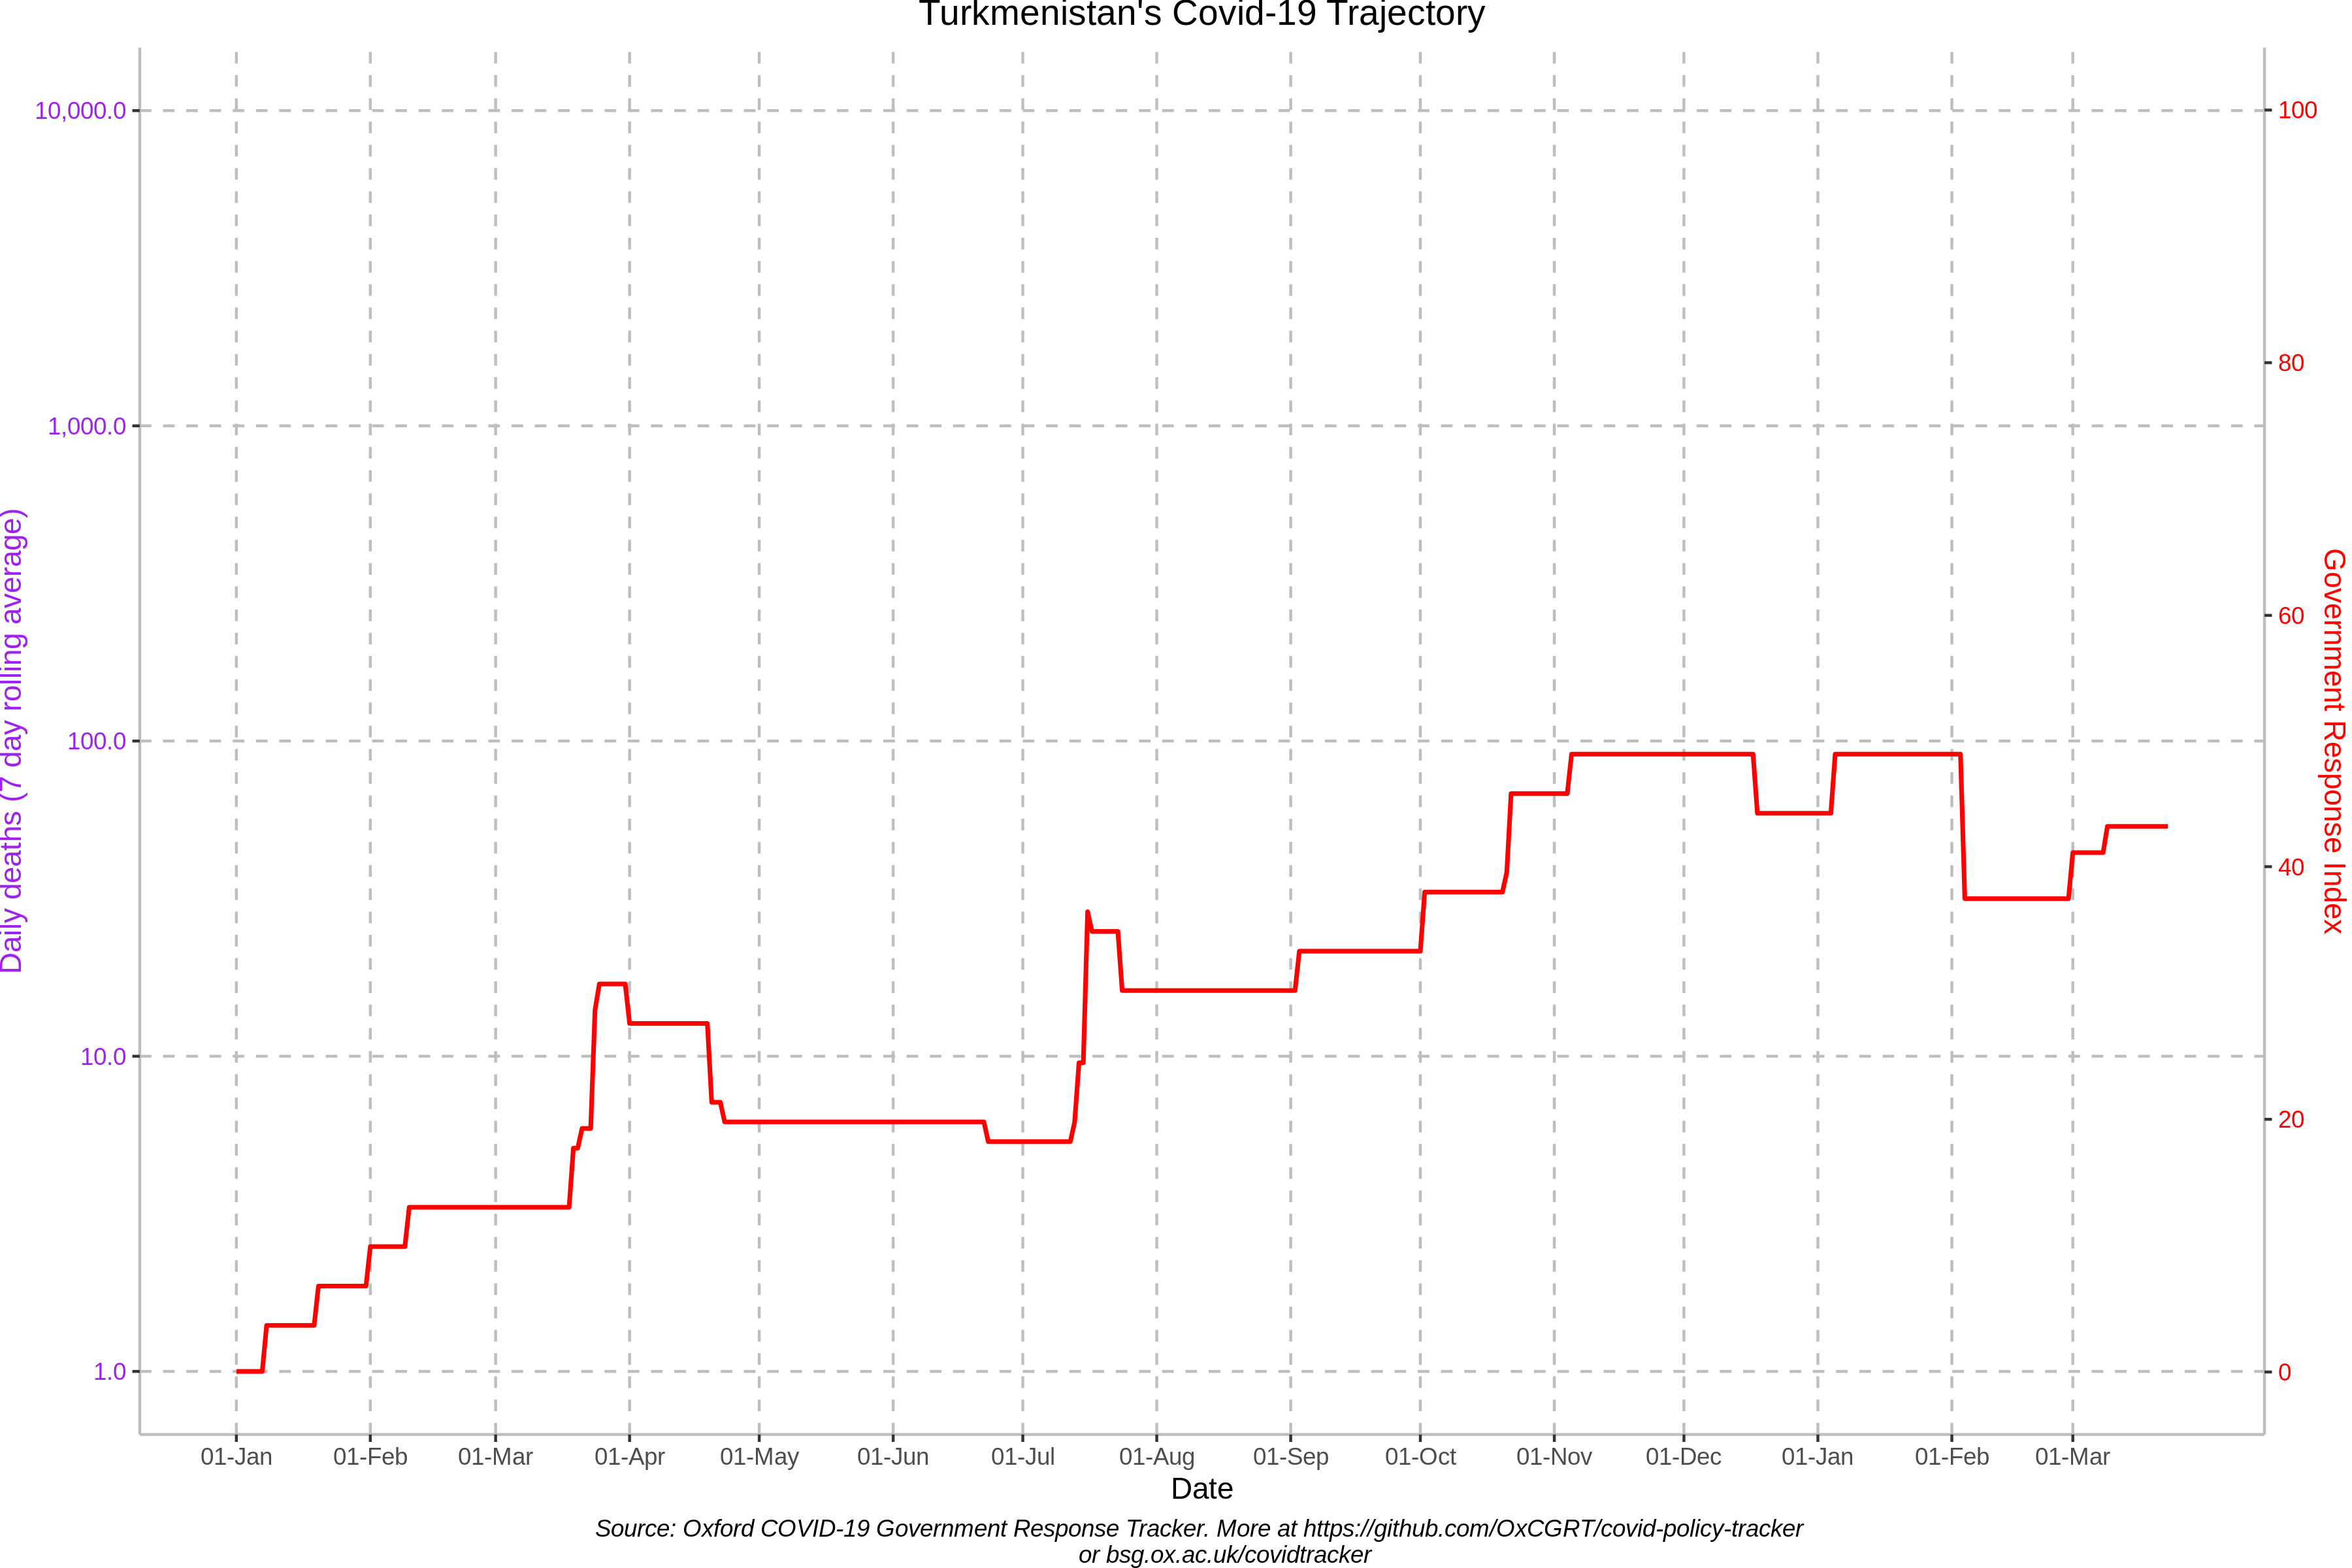 Turkmenistan's Covid-19 Trajectory
10,000.0
1,000.0
100.0
10.0
1.0
Daily deaths (7 day rolling average)
100
80
60
40
20
0
Government Response Index
01-Jan 01-Feb 01-Mar 01-Apr 01-May 01-Jun 01-Jul 01-Aug 01-Sep 01-Oct 01-Nov 01-Dec 01-Jan 01-Feb 01-Mar
Date
Source: Oxford COVID-19 Government Response Tracker. More at https://github.com/OxCGRT/covid-policy-tracker
or bsg.ox.ac.uk/covidtracker